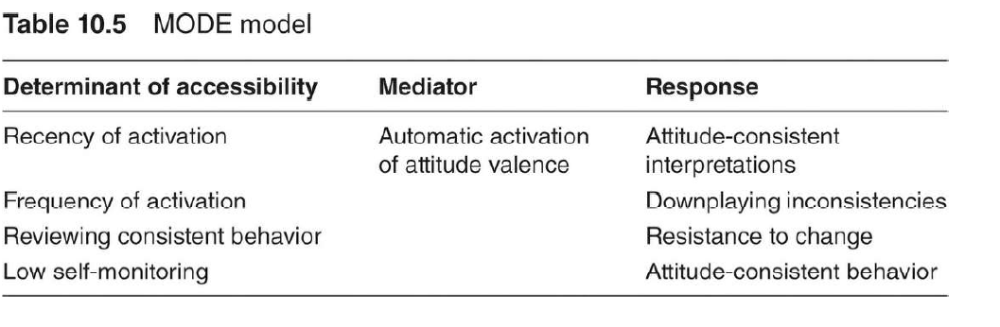 Table 10.5 MODE model
Determinant of accessibility Mediator Response
Recency of activation Automatic activation Attitude-consistent
of attitude valence interpretations
Frequency of activation Downplaying inconsistencies
Reviewing consistent behavior Resistance to change
Low self-monitoring Attitude-consistent behavior